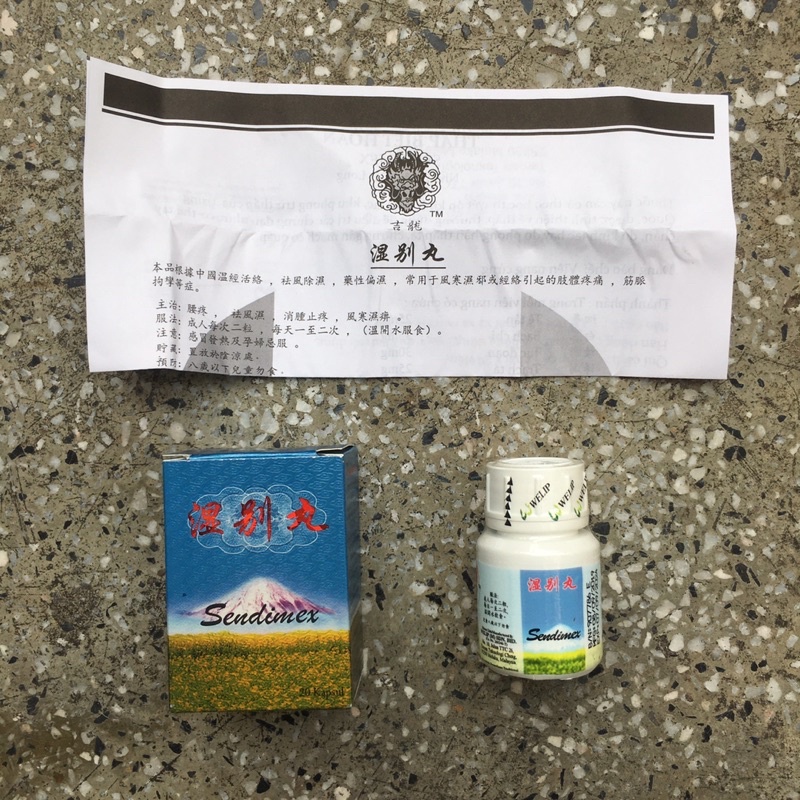 TM
吉龍
濕别丸
本品根據中國温經活絡，祛風除濕，藥性偏濕，常用于風寒濕邪或經絡引起的肢體疼痛，筋脈
拘攣等症。
主治：腰疼，祛風濕，消腫止疼，風寒濕痹。
服法：成人每次二粒，每天一至二次，（溫開水服食）。
注意：感冒發熱及孕婦忌服。
貯藏：置放於陰涼處.
預防：八歲以下兒童勿食.
湿别丸
Sendimex
20 Kapsul
WELIP
WELIP
WELIP
湿别丸
Sendimex